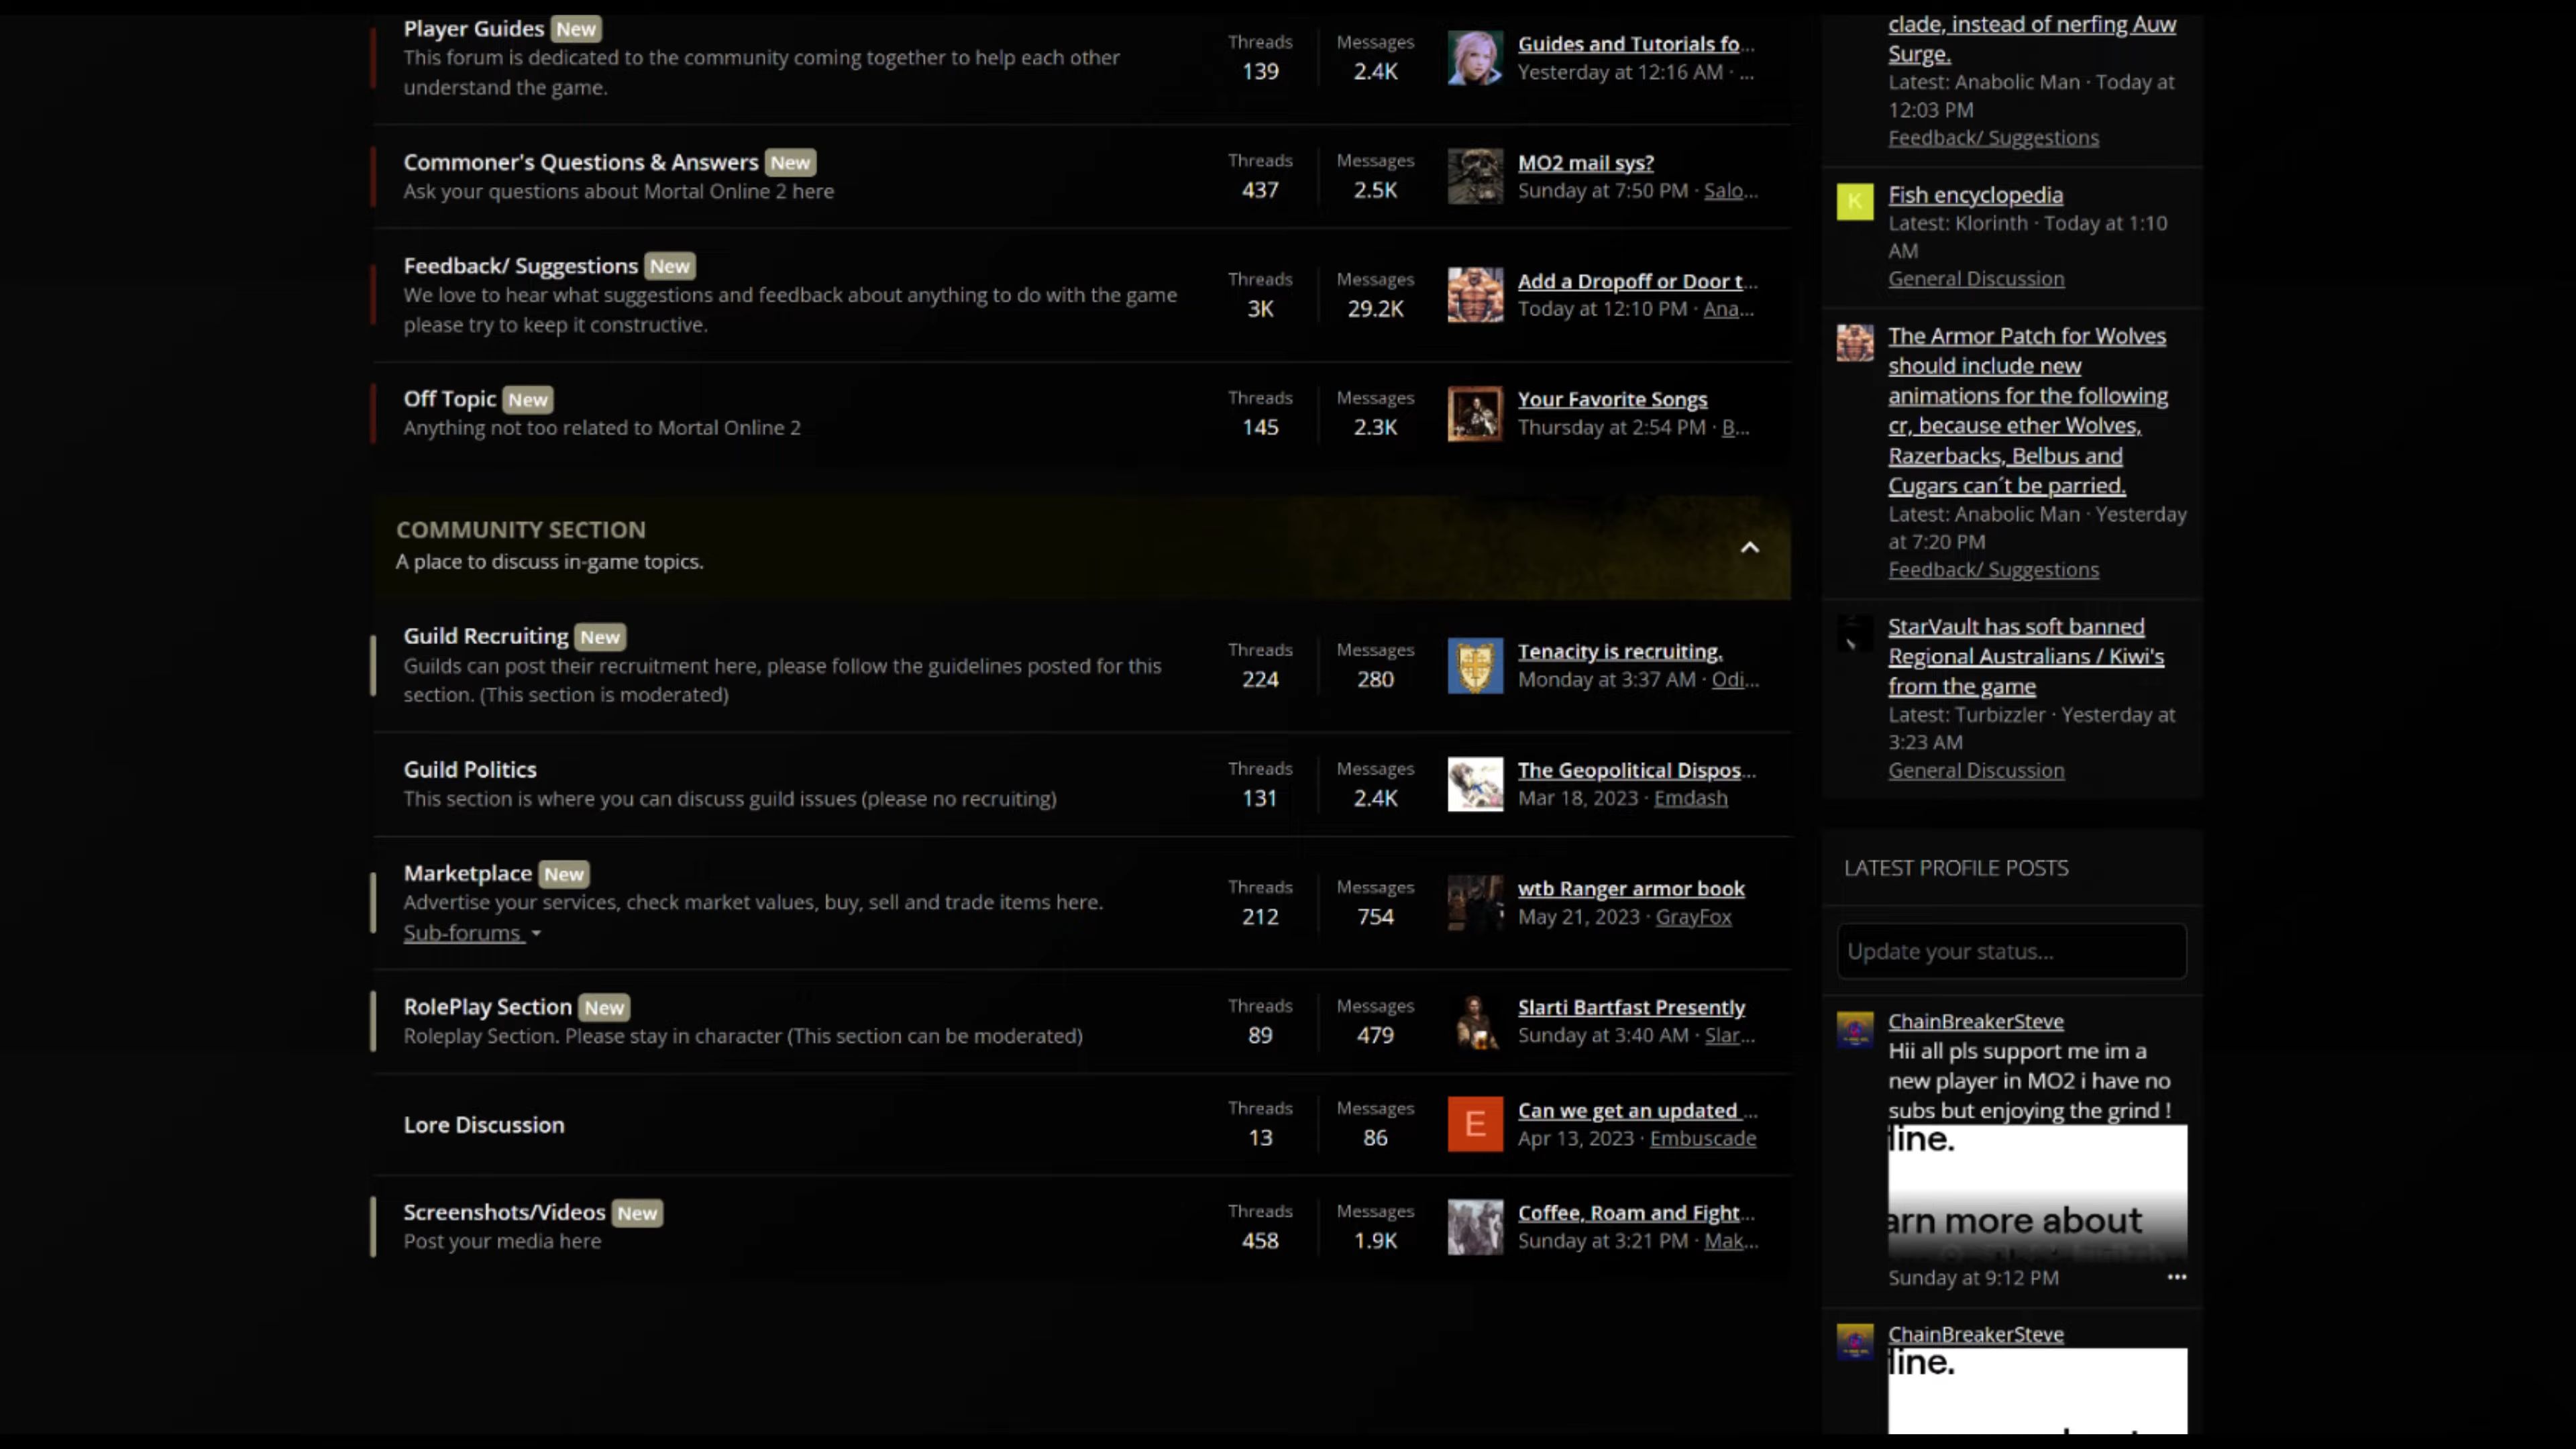 Player Guides New
This forum is dedicated to the community coming together to help each other
understand the game.
Threads
139
Messages
2.4K
Guides and Tutorials fo...
Yesterday at 12:16 AM · ...
Commoner's Questions & Answers New
Ask your questions about Mortal Online 2 here
Threads
437
Messages
2.5K
MO2 mail sys?
Sunday at 7:50 PM · Salo...
Feedback/ Suggestions New
We love to hear what suggestions and feedback about anything to do with the game
please try to keep it constructive.
Threads
3K
Messages
29.2K
Add a Dropoff or Door t...
Today at 12:10 PM · Ana...
Off Topic New
Anything not too related to Mortal Online 2
Threads
145
Messages
2.3K
Your Favorite Songs
Thursday at 2:54 PM · B...
COMMUNITY SECTION
A place to discuss in-game topics.
Guild Recruiting New
Guilds can post their recruitment here, please follow the guidelines posted for this
section. (This section is moderated)
Threads
224
Messages
280
Tenacity is recruiting.
Monday at 3:37 AM · Odi...
Guild Politics
This section is where you can discuss guild issues (please no recruiting)
Threads
131
Messages
2.4K
The Geopolitical Dispos...
Mar 18, 2023 · Emdash
Marketplace New
Advertise your services, check market values, buy, sell and trade items here.
Sub-forums
Threads
212
Messages
754
wtb Ranger armor book
May 21, 2023 · GrayFox
RolePlay Section New
Roleplay Section. Please stay in character (This section can be moderated)
Threads
89
Messages
479
Slarti Bartfast Presently
Sunday at 3:40 AM · Slar...
Lore Discussion
Threads
13
Messages
86
E
Can we get an updated ...
Apr 13, 2023 · Embuscade
Screenshots/Videos New
Post your media here
Threads
458
Messages
1.9K
Coffee, Roam and Fight...
Sunday at 3:21 PM · Mak...
clade, instead of nerfing Auw
Surge.
Latest: Anabolic Man · Today at
12:03 PM
Feedback/ Suggestions
K
Fish encyclopedia
Latest: Klorinth · Today at 1:10
AM
General Discussion
The Armor Patch for Wolves
should include new
animations for the following
cr, because ether Wolves,
Razerbacks, Belbus and
Cugars can´t be parried.
Latest: Anabolic Man · Yesterday
at 7:20 PM
Feedback/ Suggestions
StarVault has soft banned
Regional Australians / Kiwi's
from the game
Latest: Turbizzler · Yesterday at
3:23 AM
General Discussion
LATEST PROFILE POSTS
Update your status...
ChainBreakerSteve
Hii all pls support me im a
new player in MO2 i have no
subs but enjoying the grind !
line.
arn more about
Sunday at 9:12 PM
ChainBreakerSteve
line.